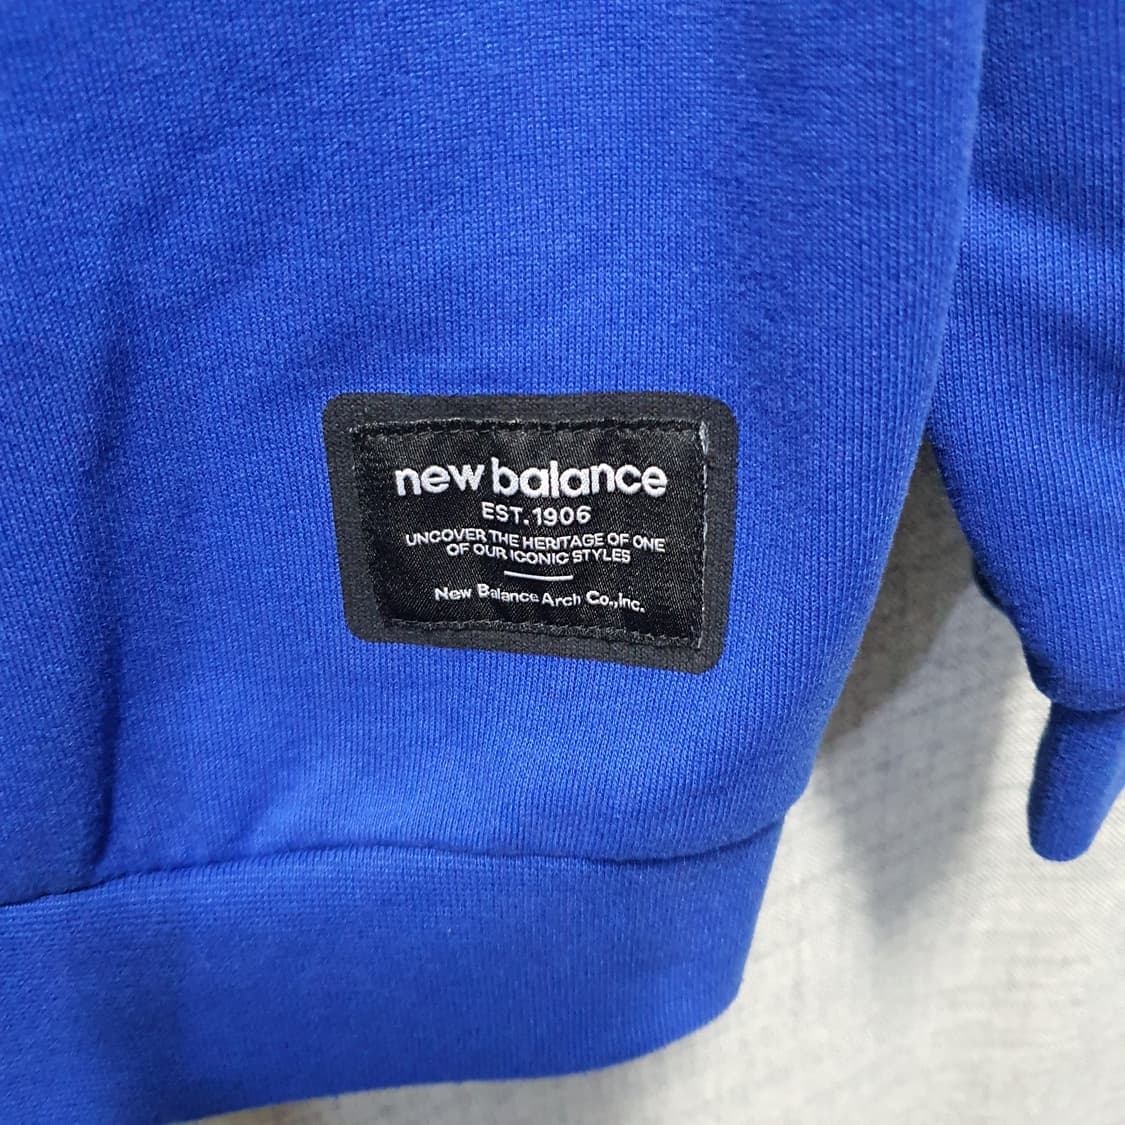 new balance
EST.1906
UNCOVER THE HERITAGE OF ONE
OF OUR ICONIC STYLES
New Balance Arch Co.,Inc.